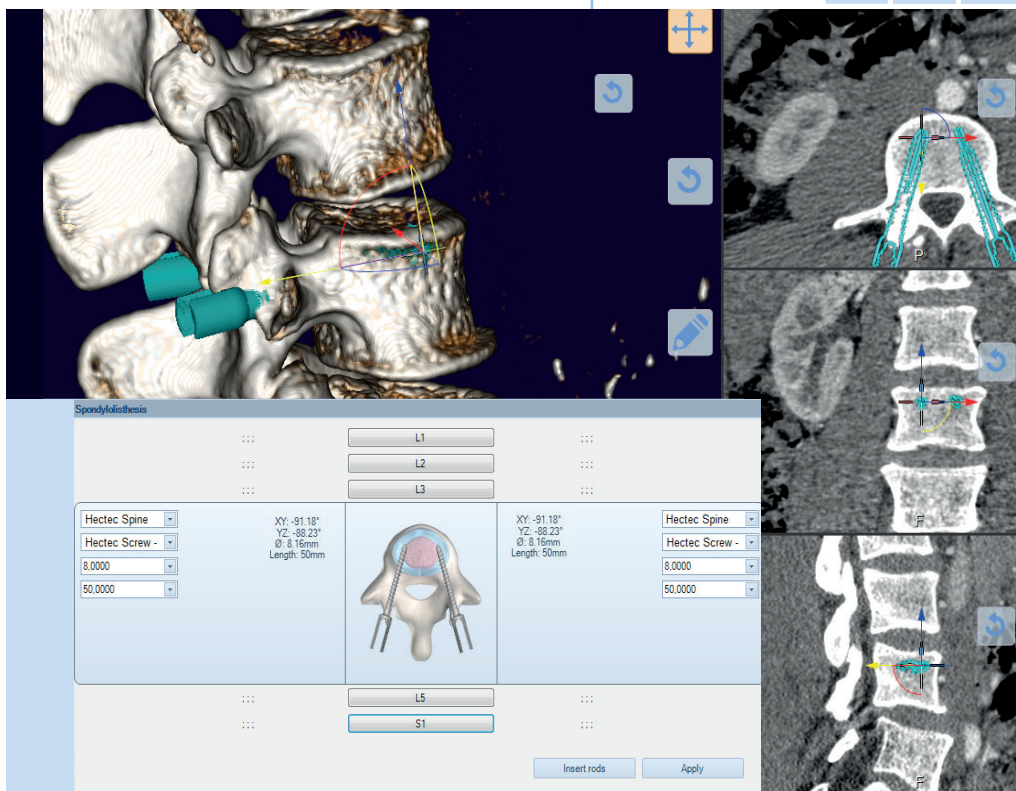 P
F
F
Spondylolisthesis
::: L1 :::
::: L2 :::
::: L3 :::
Hectec Spine
Hectec Screw -
8,0000
50,0000
XY: -91.18°
YZ: -88.23°
Ø: 8.16mm
Length: 50mm
XY: -91.18°
YZ: -88.23°
Ø: 8.16mm
Length: 50mm
Hectec Spine
Hectec Screw -
8,0000
50,0000
::: L5 :::
::: S1 :::
Insert rods Apply